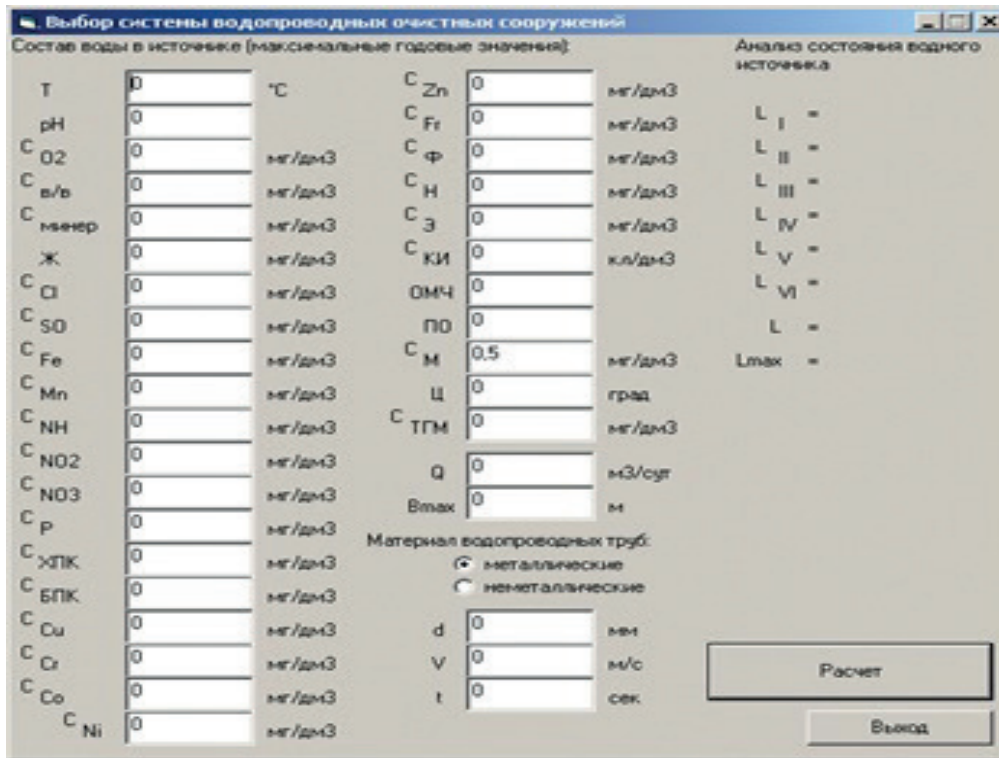 Выбор системы водопроводных очистных сооружений
Состав воды в источнике (максимальные годовые значения):
T 0 °C
pH 0
C O2 0 мг/дм3
C в/в 0 мг/дм3
C минер 0 мг/дм3
Ж 0 мг/дм3
C Cl 0 мг/дм3
C SO 0 мг/дм3
C Fe 0 мг/дм3
C Mn 0 мг/дм3
C NH 0 мг/дм3
C NO2 0 мг/дм3
C NO3 0 мг/дм3
C P 0 мг/дм3
C ХПК 0 мг/дм3
C БПК 0 мг/дм3
C Cu 0 мг/дм3
C Cr 0 мг/дм3
C Co 0 мг/дм3
C Ni 0 мг/дм3
C Zn 0 мг/дм3
C Fr 0 мг/дм3
C Ф 0 мг/дм3
C Н 0 мг/дм3
C Э 0 мг/дм3
C КИ 0 кл/дм3
ОМЧ 0
ПО 0
C М 0,5 мг/дм3
Ц 0 град
C ТГМ 0 мг/дм3
Q 0 м3/сут
Bmax 0 м
Материал водопроводных труб:
металлические
неметаллические
d 0 мм
V 0 м/с
t 0 сек.
Анализ состояния водного
источника
L I =
L II =
L III =
L IV =
L V =
L VI =
L =
Lmax =
Расчет
Выход